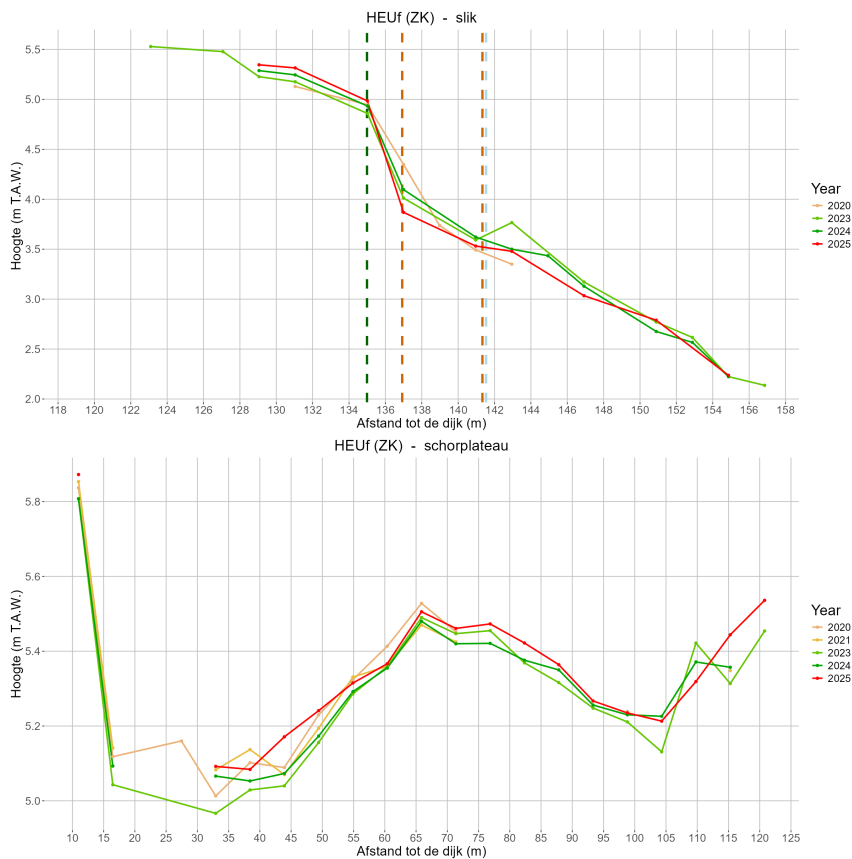 HEUf (ZK)  -  slik
Hoogte (m T.A.W.)
5.5
5.0
4.5
4.0
3.5
3.0
2.5
2.0
118 120 122 124 126 128 130 132 134 136 138 140 142 144 146 148 150 152 154 156 158
Afstand tot de dijk (m)
Year
2020
2023
2024
2025
HEUf (ZK)  -  schorplateau
Hoogte (m T.A.W.)
5.8
5.6
5.4
5.2
5.0
10 15 20 25 30 35 40 45 50 55 60 65 70 75 80 85 90 95 100 105 110 115 120 125
Afstand tot de dijk (m)
Year
2020
2021
2023
2024
2025